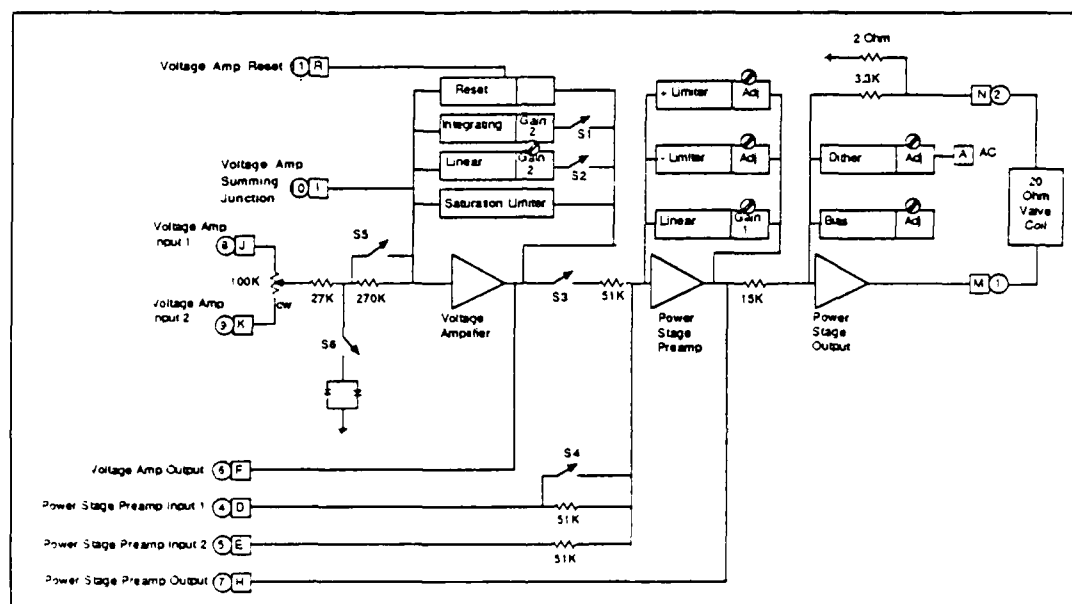 2 Ohm
Voltage Amp Reset 1 R
3.3K
Reset
+ Limiter Adj
N 2
Integrating Gain 2 S1
Linear Gain 2 S2
- Limiter Adj
Dither Adj A AC
Voltage Amp
Summing
Junction
0 I
Saturation Limiter
Linear Gain 1
Bias Adj
20
Ohm
Valve
Coil
Voltage Amp
Input 1
8 J
S5
100K
cw
27K
270K
S3
51K
15K
M 1
Voltage Amp
Input 2
9 K
S6
Voltage
Amplifier
Power
Stage
Preamp
Power
Stage
Output
Voltage Amp Output 6 F
S4
Power Stage Preamp Input 1 4 D
51K
Power Stage Preamp Input 2 5 E
51K
Power Stage Preamp Output 7 H